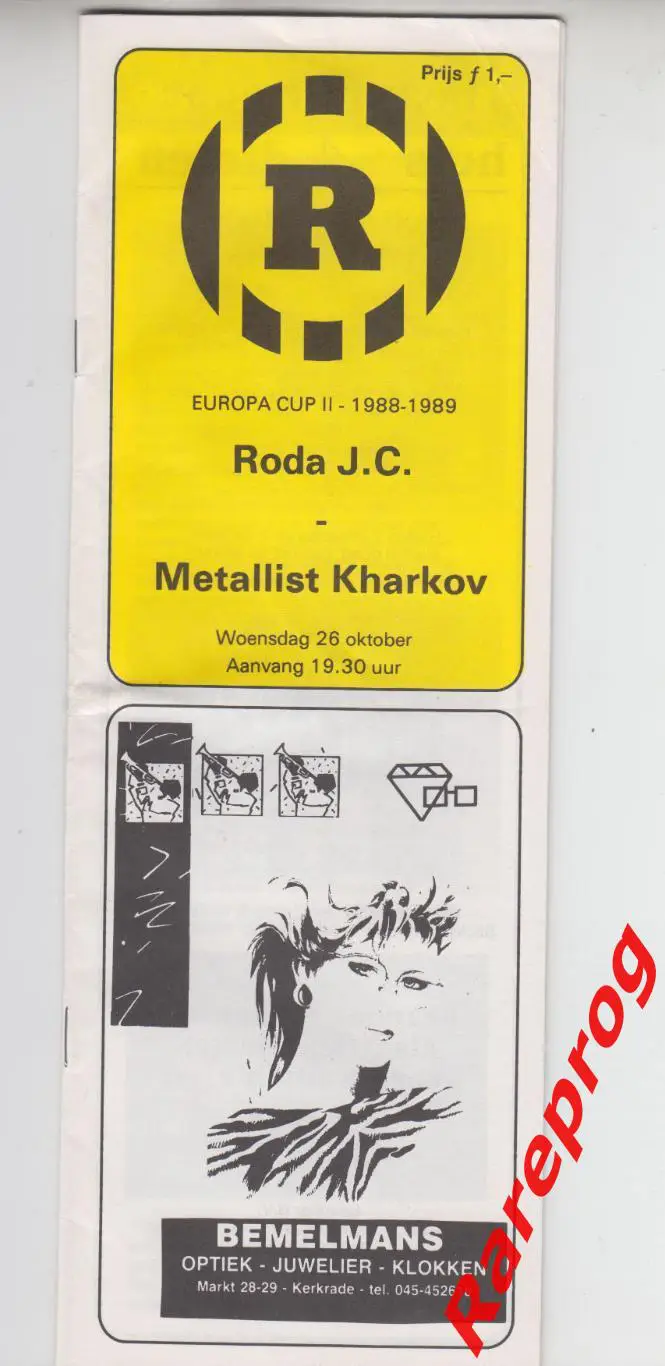 Prijs ƒ 1,–
R
EUROPA CUP II - 1988-1989
Roda J.C.
-
Metallist Kharkov
Woensdag 26 oktober
Aanvang 19.30 uur
BEMELMANS
OPTIEK - JUWELIER - KLOKKEN
Markt 28-29 - Kerkrade - tel.
Rareprog